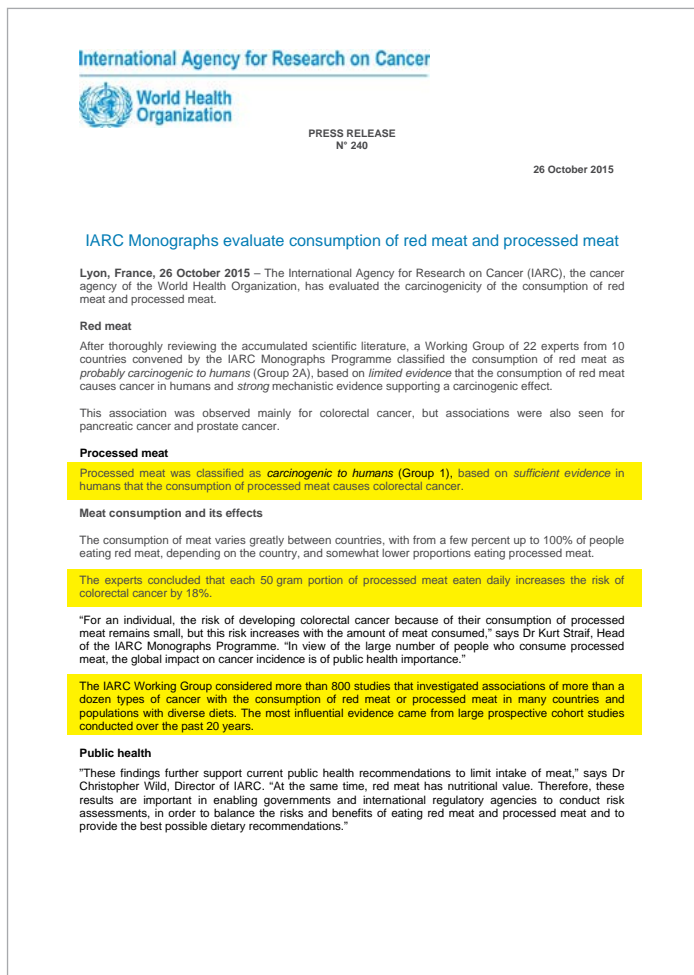 International Agency for Research on Cancer
World Health
Organization
PRESS RELEASE
N° 240
26 October 2015
IARC Monographs evaluate consumption of red meat and processed meat
Lyon, France, 26 October 2015 – The International Agency for Research on Cancer (IARC), the cancer
agency of the World Health Organization, has evaluated the carcinogenicity of the consumption of red
meat and processed meat.
Red meat
After thoroughly reviewing the accumulated scientific literature, a Working Group of 22 experts from 10
countries convened by the IARC Monographs Programme classified the consumption of red meat as
probably carcinogenic to humans (Group 2A), based on limited evidence that the consumption of red meat
causes cancer in humans and strong mechanistic evidence supporting a carcinogenic effect.
This association was observed mainly for colorectal cancer, but associations were also seen for
pancreatic cancer and prostate cancer.
Processed meat
Processed meat was classified as carcinogenic to humans (Group 1), based on sufficient evidence in
humans that the consumption of processed meat causes colorectal cancer.
Meat consumption and its effects
The consumption of meat varies greatly between countries, with from a few percent up to 100% of people
eating red meat, depending on the country, and somewhat lower proportions eating processed meat.
The experts concluded that each 50 gram portion of processed meat eaten daily increases the risk of
colorectal cancer by 18%.
“For an individual, the risk of developing colorectal cancer because of their consumption of processed
meat remains small, but this risk increases with the amount of meat consumed,” says Dr Kurt Straif, Head
of the IARC Monographs Programme. “In view of the large number of people who consume processed
meat, the global impact on cancer incidence is of public health importance.”
The IARC Working Group considered more than 800 studies that investigated associations of more than a
dozen types of cancer with the consumption of red meat or processed meat in many countries and
populations with diverse diets. The most influential evidence came from large prospective cohort studies
conducted over the past 20 years.
Public health
”These findings further support current public health recommendations to limit intake of meat,” says Dr
Christopher Wild, Director of IARC. “At the same time, red meat has nutritional value. Therefore, these
results are important in enabling governments and international regulatory agencies to conduct risk
assessments, in order to balance the risks and benefits of eating red meat and processed meat and to
provide the best possible dietary recommendations.”